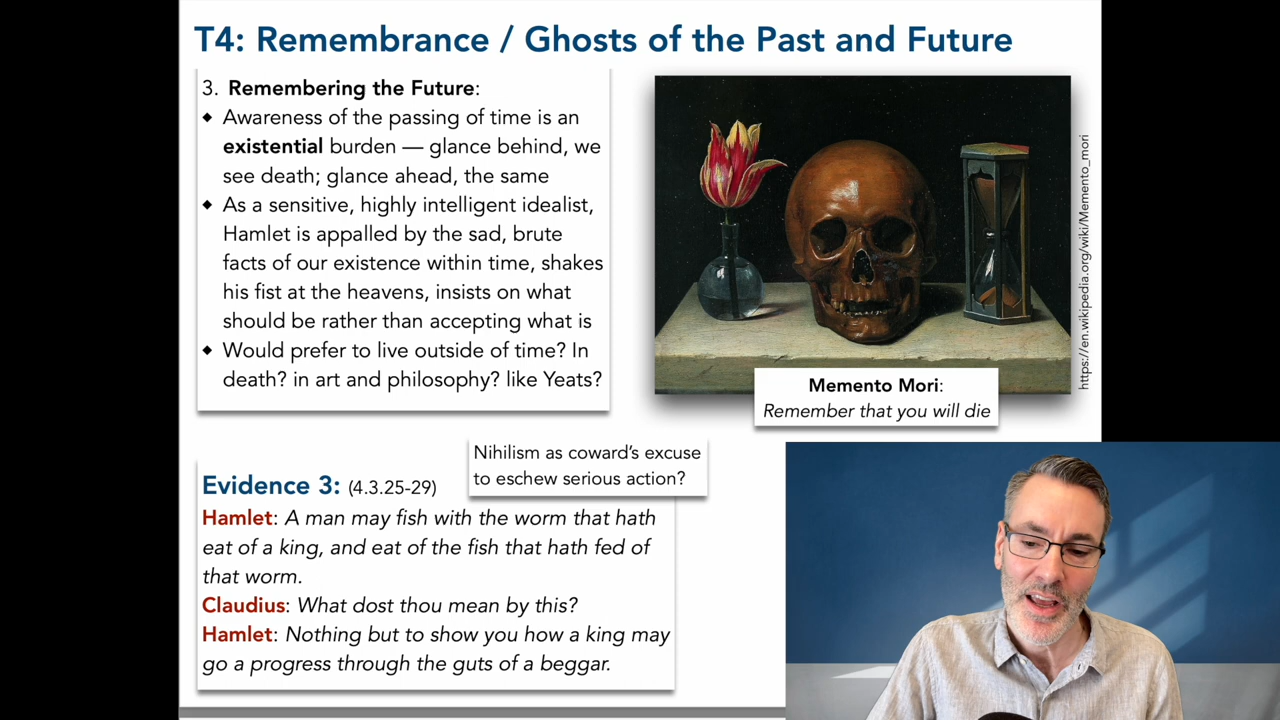 T4: Remembrance / Ghosts of the Past and Future
3. Remembering the Future:
◆ Awareness of the passing of time is an
existential burden — glance behind, we
see death; glance ahead, the same
◆ As a sensitive, highly intelligent idealist,
Hamlet is appalled by the sad, brute
facts of our existence within time, shakes
his fist at the heavens, insists on what
should be rather than accepting what is
◆ Would prefer to live outside of time? In
death? in art and philosophy? like Yeats?
https://en.wikipedia.org/wiki/Memento_mori
Memento Mori:
Remember that you will die
Nihilism as coward’s excuse
to eschew serious action?
Evidence 3: (4.3.25-29)
Hamlet: A man may fish with the worm that hath
eat of a king, and eat of the fish that hath fed of
that worm.
Claudius: What dost thou mean by this?
Hamlet: Nothing but to show you how a king may
go a progress through the guts of a beggar.